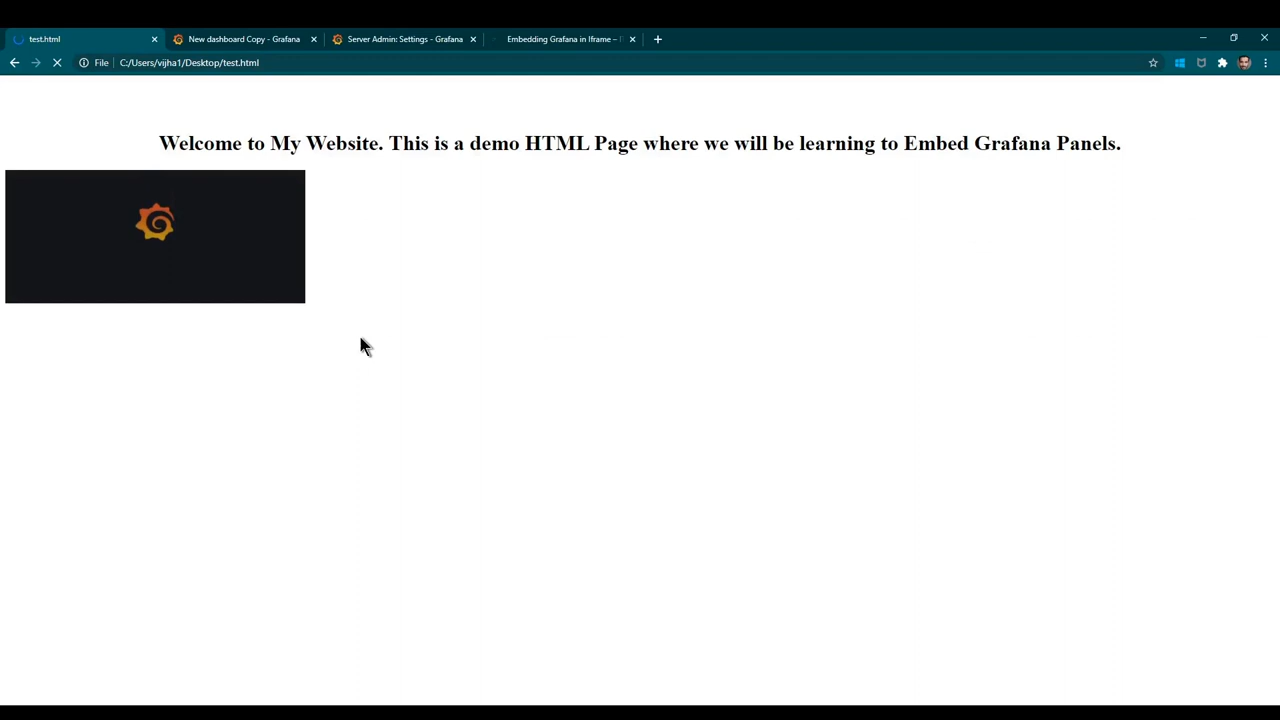 test.html
New dashboard Copy - Grafana
Server Admin: Settings - Grafana
Embedding Grafana in Iframe –
File
C:/Users/vijha1/Desktop/test.html
Welcome to My Website. This is a demo HTML Page where we will be learning to Embed Grafana Panels.